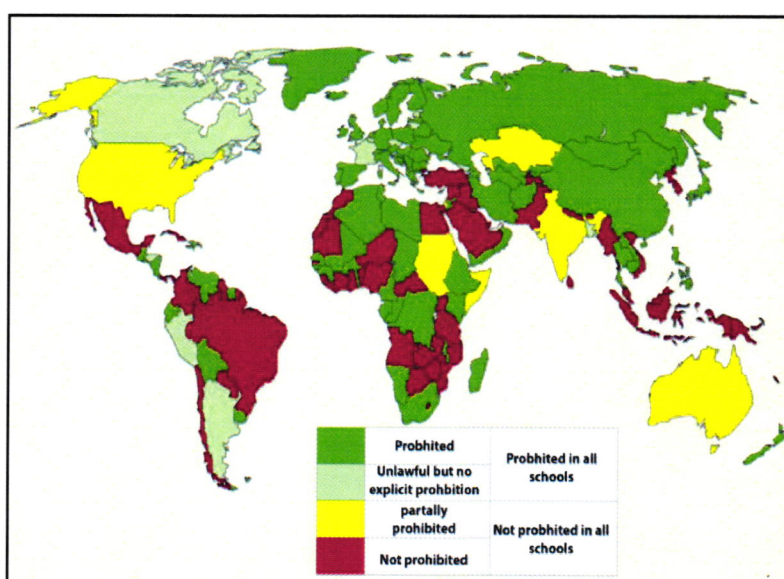 Probhited
Unlawful but no
explicit prohbition
Probhited in all
schools
partally
prohibited
Not prohibited
Not probhited in all
schools